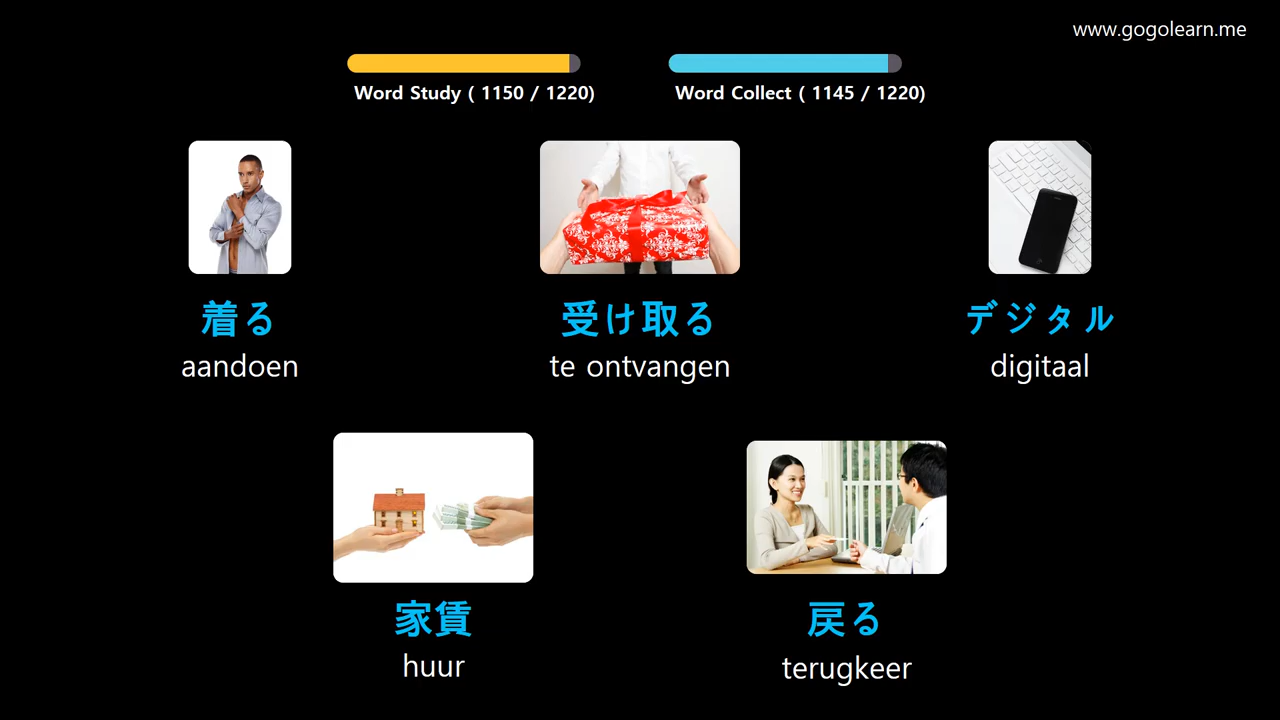 www.gogolearn.me
Word Study ( 1150 / 1220)
Word Collect ( 1145 / 1220)
着る
aandoen
受け取る
te ontvangen
デジタル
digitaal
家賃
huur
戻る
terugkeer